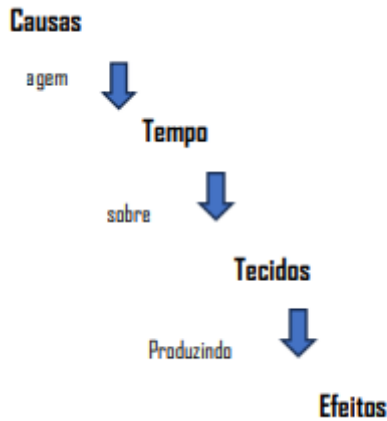 Causas
agem
Tempo
sobre
Tecidos
Produzindo
Efeitos